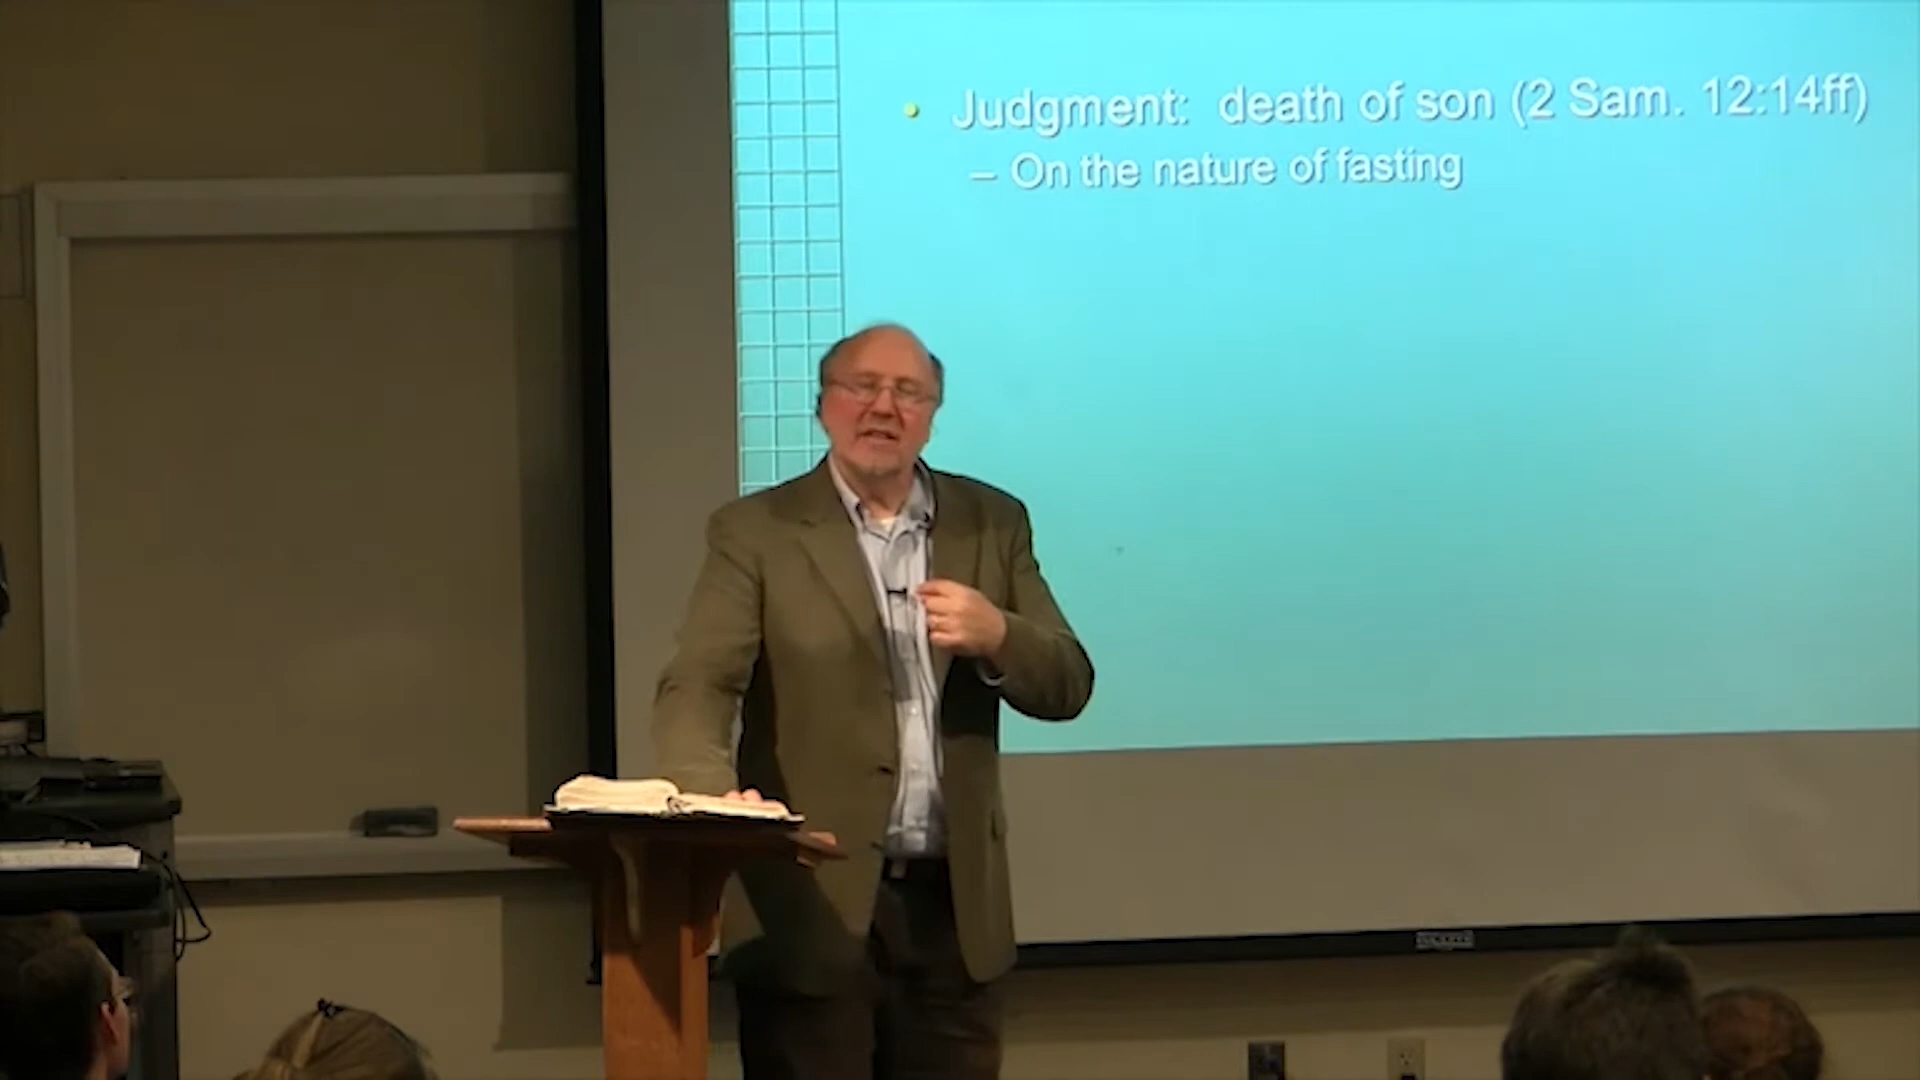 • Judgment: death of son (2 Sam. 12:14ff)
– On the nature of fasting